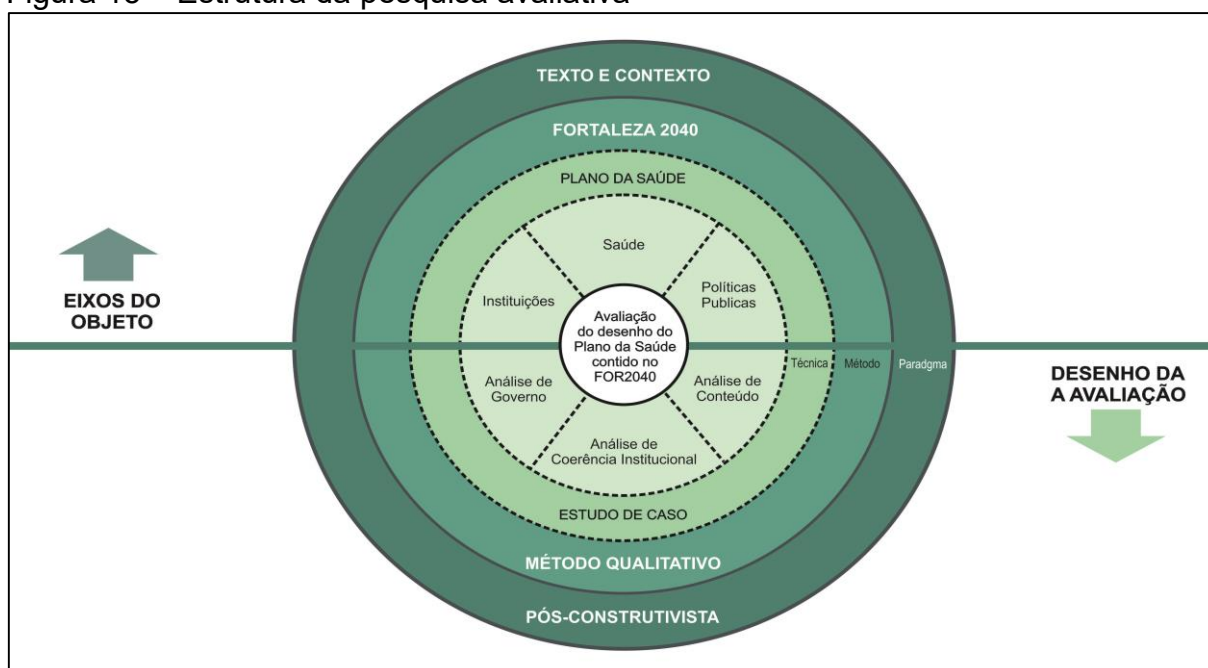 Figura 18 – Estrutura da pesquisa avaliativa
TEXTO E CONTEXTO
FORTALEZA 2040
PLANO DA SAÚDE
Saúde
Instituições
Políticas
Publicas
EIXOS DO
OBJETO
Avaliação
do desenho do
Plano da Saúde
contido no
FOR2040
Técnica
Método
Paradgma
Análise de
Governo
Análise de
Conteúdo
DESENHO DA
A AVALIAÇÃO
Análise de
Coerência Institucional
ESTUDO DE CASO
MÉTODO QUALITATIVO
PÓS-CONSTRUTIVISTA